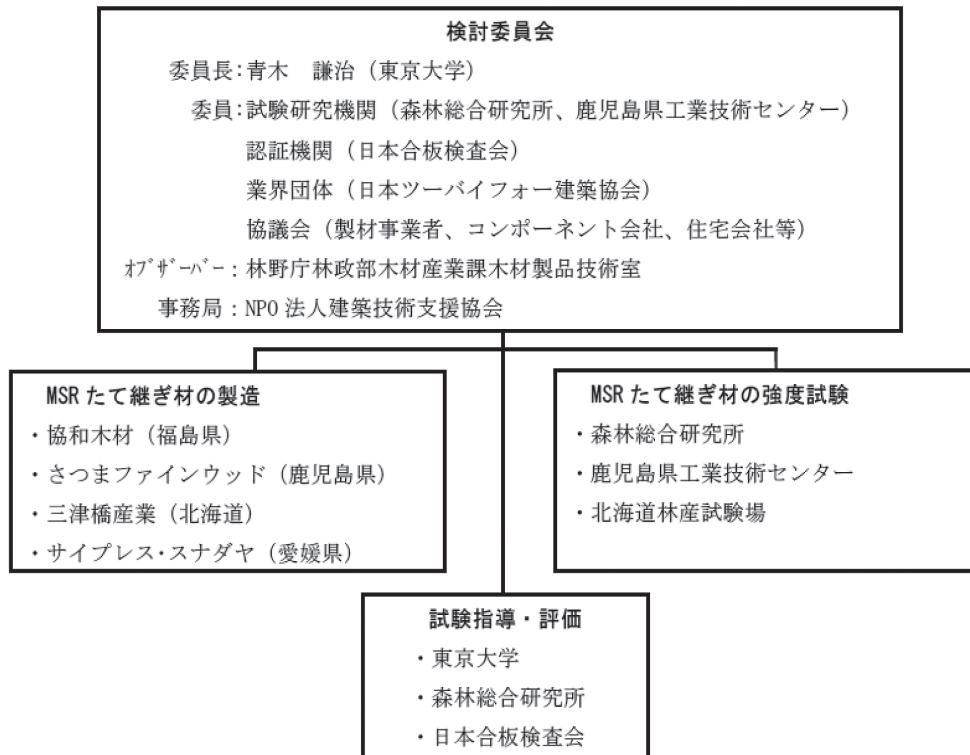 検討委員会
委員長：青木　謙治（東京大学）
委員：試験研究機関（森林総合研究所、鹿児島県工業技術センター）
認証機関（日本合板検査会）
業界団体（日本ツーバイフォー建築協会）
協議会（製材事業者、コンポーネント会社、住宅会社等）
ｵﾌﾞｻﾞｰﾊﾞｰ：林野庁林政部木材産業課木材製品技術室
事務局：NPO 法人建築技術支援協会
MSR たて継ぎ材の製造
・協和木材（福島県）
・さつまファインウッド（鹿児島県）
・三津橋産業（北海道）
・サイプレス・スナダヤ（愛媛県）
MSR たて継ぎ材の強度試験
・森林総合研究所
・鹿児島県工業技術センター
・北海道林産試験場
試験指導・評価
・東京大学
・森林総合研究所
・日本合板検査会